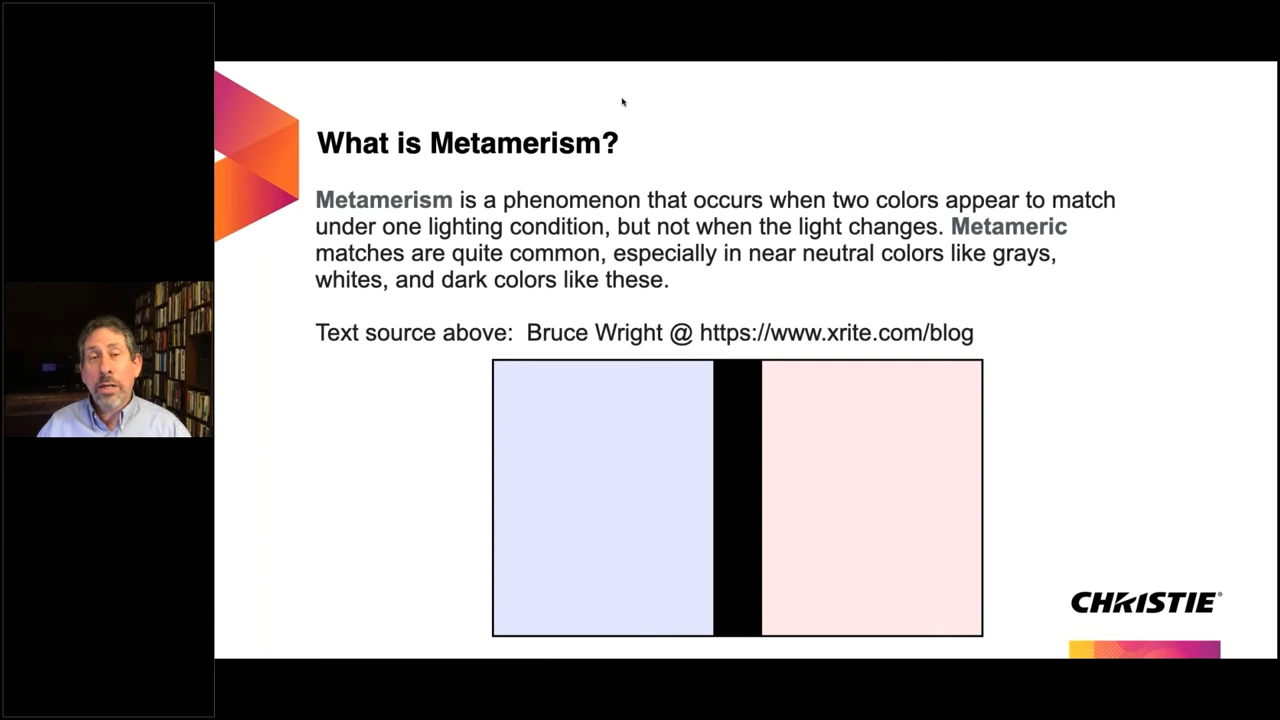 What is Metamerism?
Metamerism is a phenomenon that occurs when two colors appear to match
under one lighting condition, but not when the light changes. Metameric
matches are quite common, especially in near neutral colors like grays,
whites, and dark colors like these.
Text source above: Bruce Wright @ https://www.xrite.com/blog
CHRISTIE®